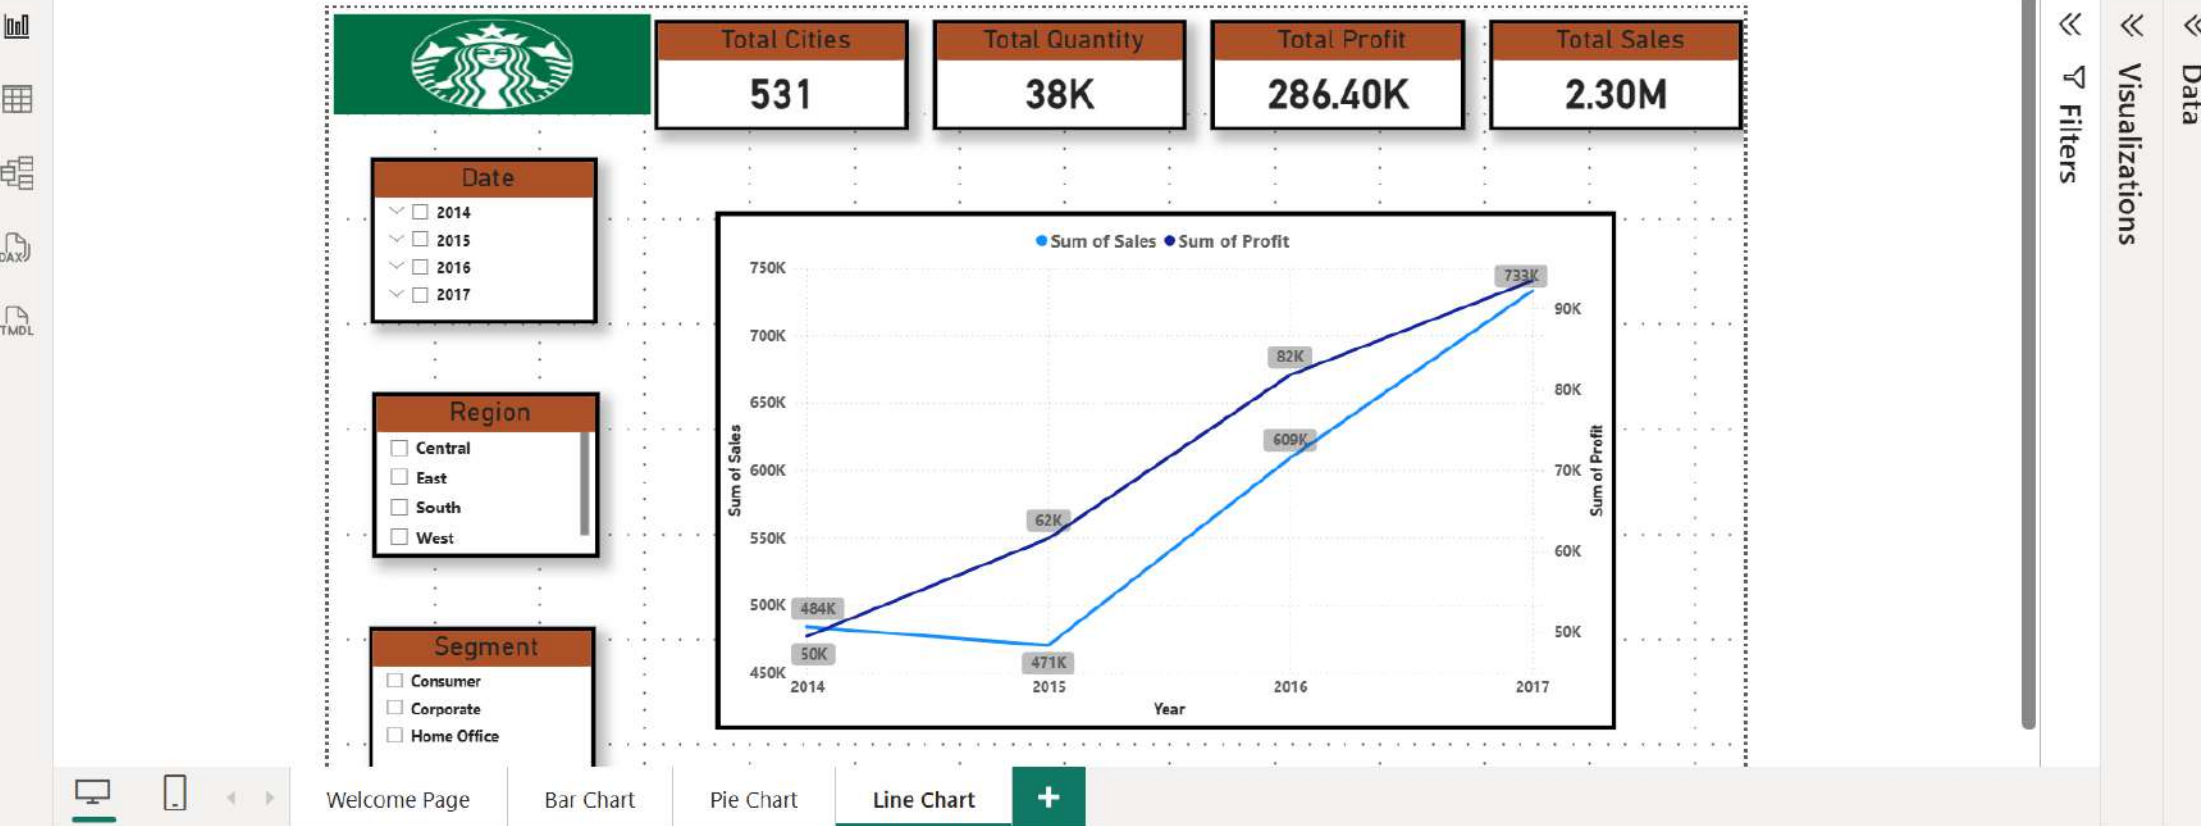 Total Cities
531
Total Quantity
38K
Total Profit
286.40K
Total Sales
2.30M
Date
2014
2015
2016
2017
Region
Central
East
South
West
Segment
Consumer
Corporate
Home Office
Sum of Sales Sum of Profit
750K
700K
650K
600K
550K
500K
450K
Sum of Sales
484K
50K
62K
471K
82K
609K
733K
90K
80K
70K
60K
50K
Sum of Profit
2014 2015 2016 2017
Year
DAX
TMDL
Filters
Visualizations
Data
Welcome Page
Bar Chart
Pie Chart
Line Chart
+